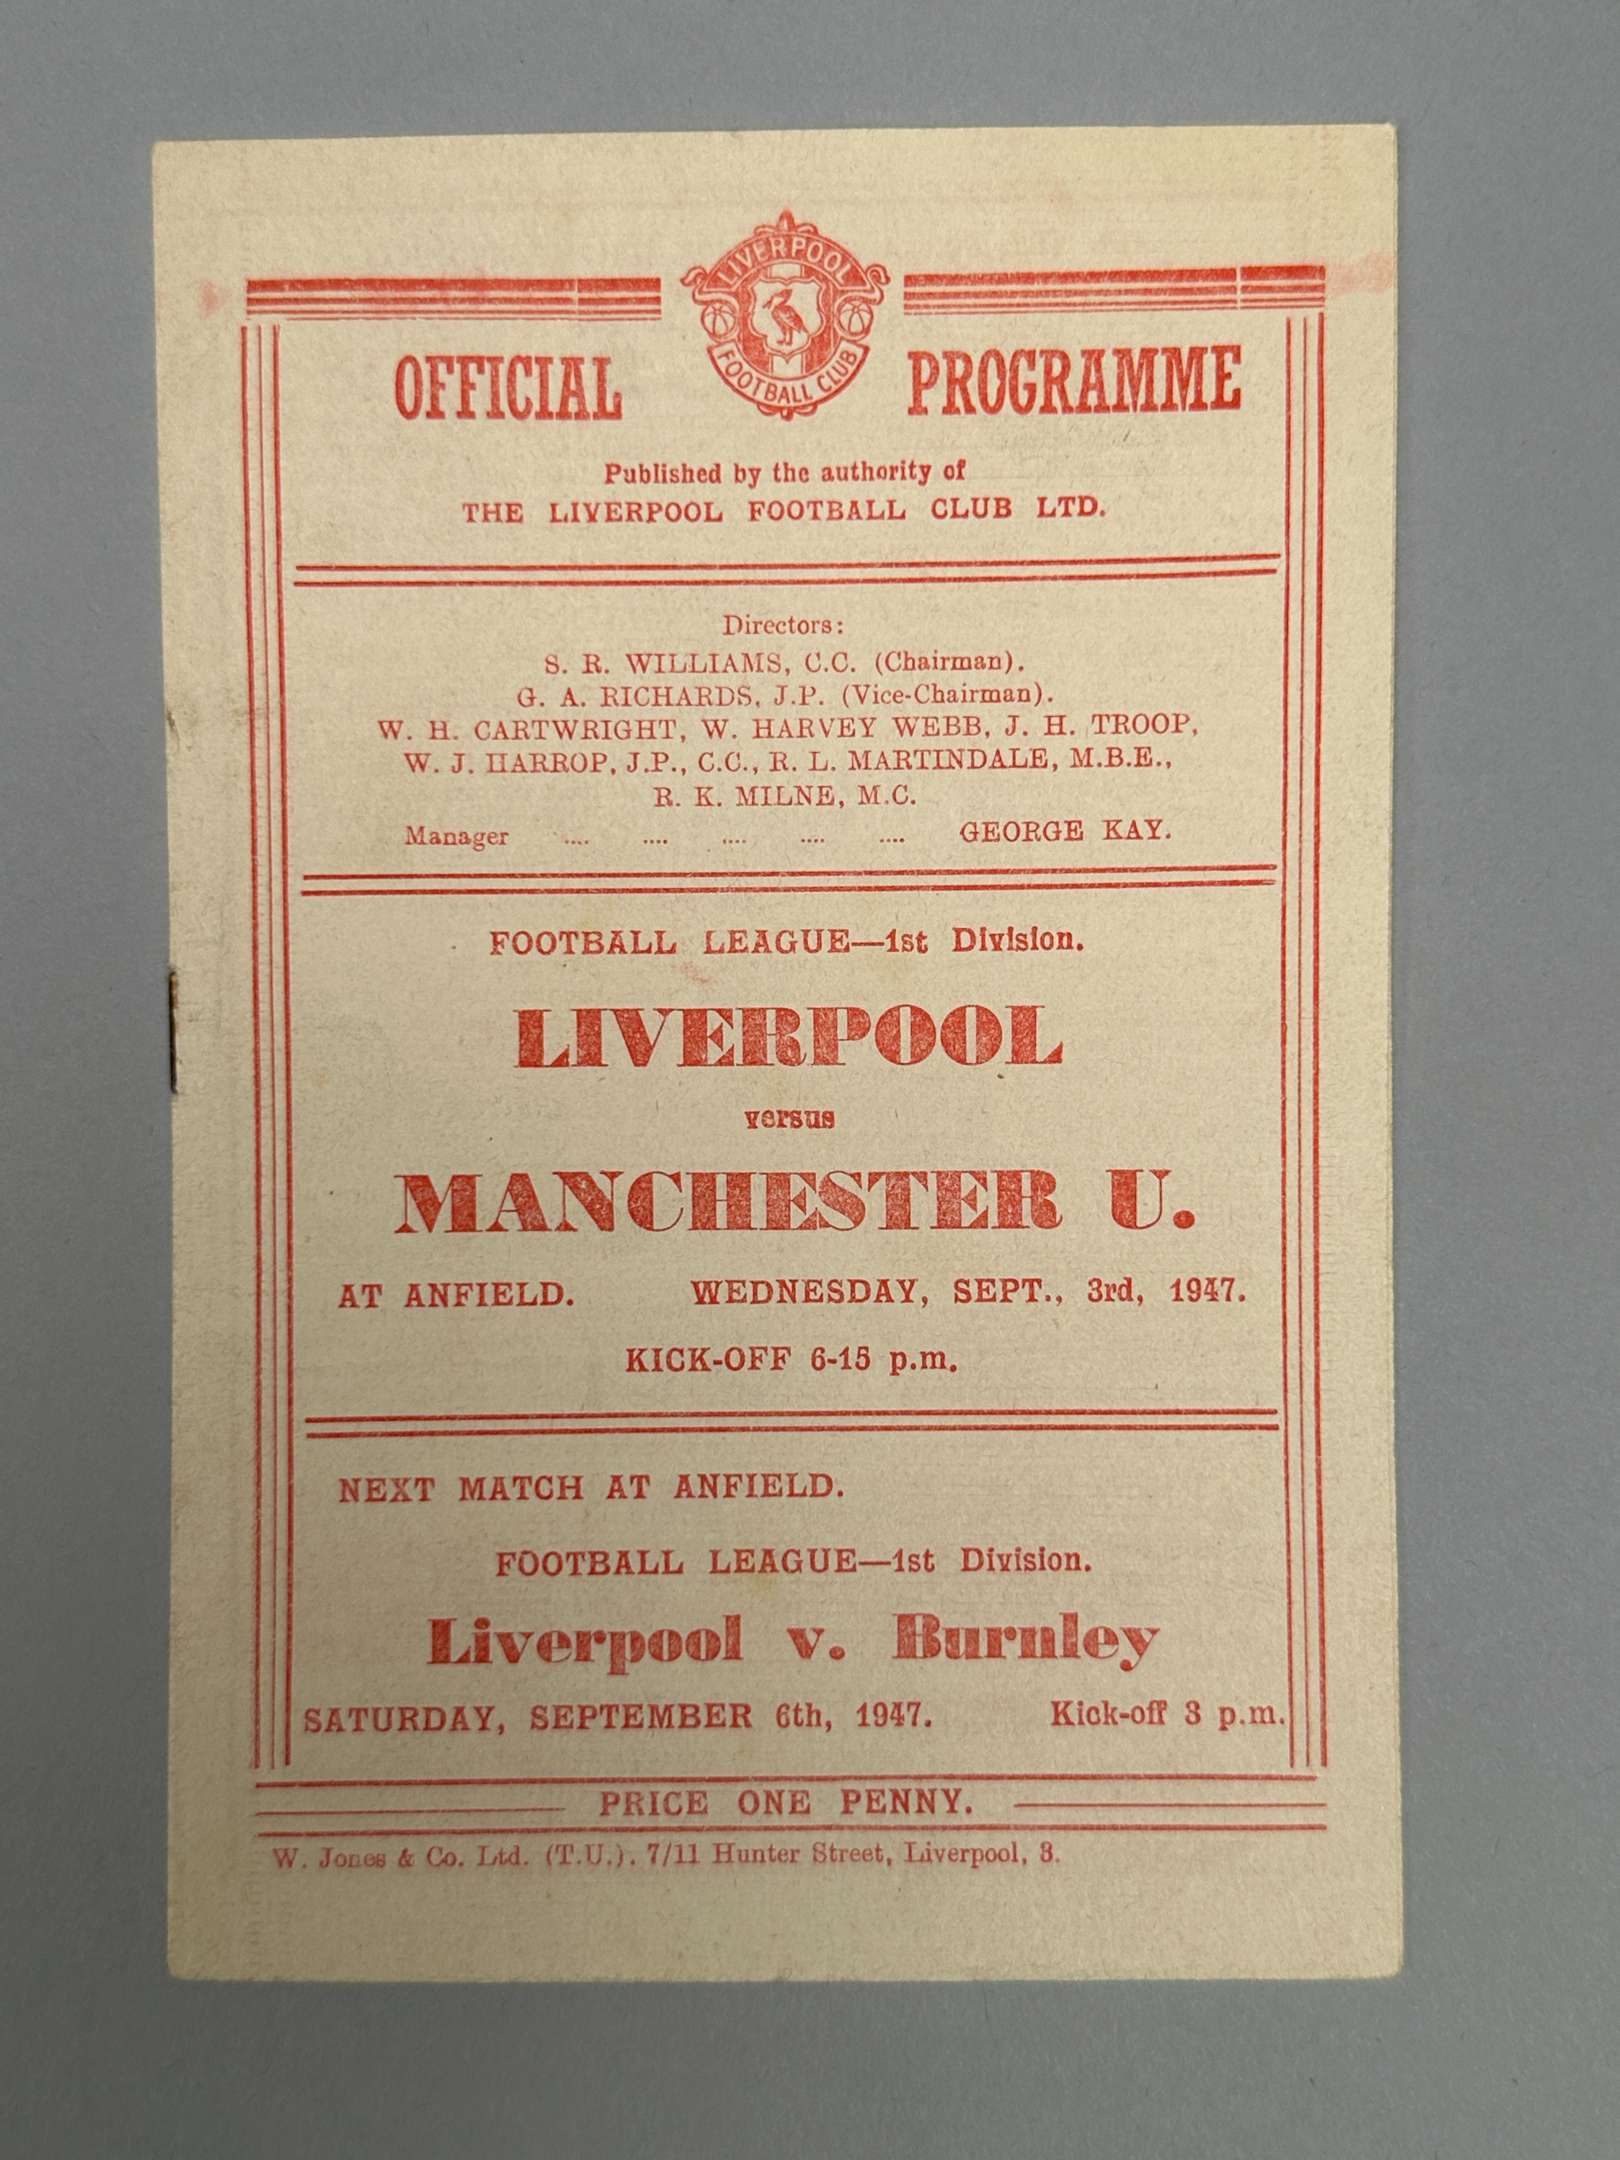 LIVERPOOL
FOOTBALL CLUB
OFFICIAL PROGRAMME
Published by the authority of
THE LIVERPOOL FOOTBALL CLUB LTD.
Directors:
S. R. WILLIAMS, C.C. (Chairman).
G. A. RICHARDS, J.P. (Vice-Chairman).
W. H. CARTWRIGHT, W. HARVEY WEBB, J. H. TROOP,
W. J. HARROP, J.P., C.C., R. L. MARTINDALE, M.B.E.,
R. K. MILNE, M.C.
Manager .... .... .... .... .... GEORGE KAY.
FOOTBALL LEAGUE—1st Division.
LIVERPOOL
versus
MANCHESTER U.
AT ANFIELD. WEDNESDAY, SEPT., 3rd, 1947.
KICK-OFF 6-15 p.m.
NEXT MATCH AT ANFIELD.
FOOTBALL LEAGUE—1st Division.
Liverpool v. Burnley
SATURDAY, SEPTEMBER 6th, 1947. Kick-off 3 p.m.
PRICE ONE PENNY.
W. Jones & Co. Ltd. (T.U.). 7/11 Hunter Street, Liverpool, 3.